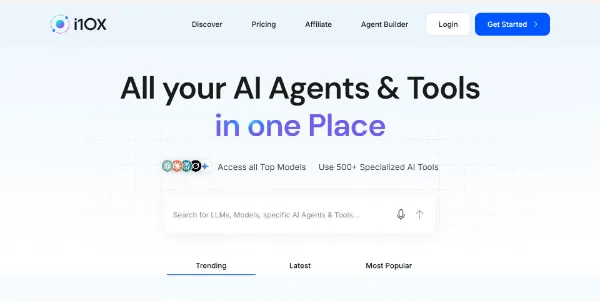 i10X
Discover Pricing Affiliate Agent Builder Login Get Started
All your AI Agents & Tools
in one Place
Access all Top Models Use 500+ Specialized AI Tools
Search for LLMs, Models, specific AI Agents & Tools...
Trending Latest Most Popular